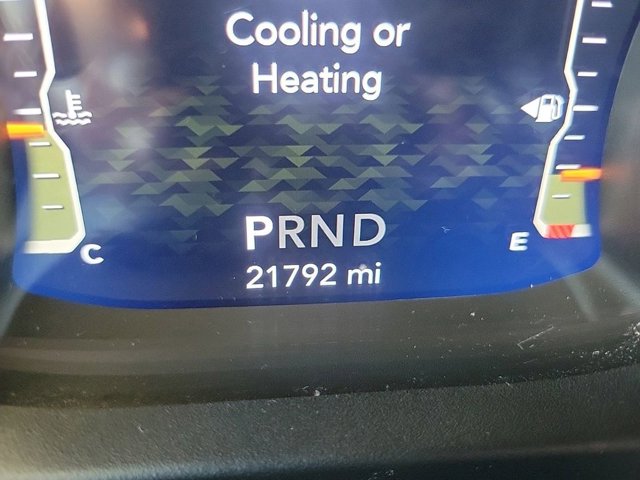 Cooling or
Heating
PRND
C
E
21792 mi